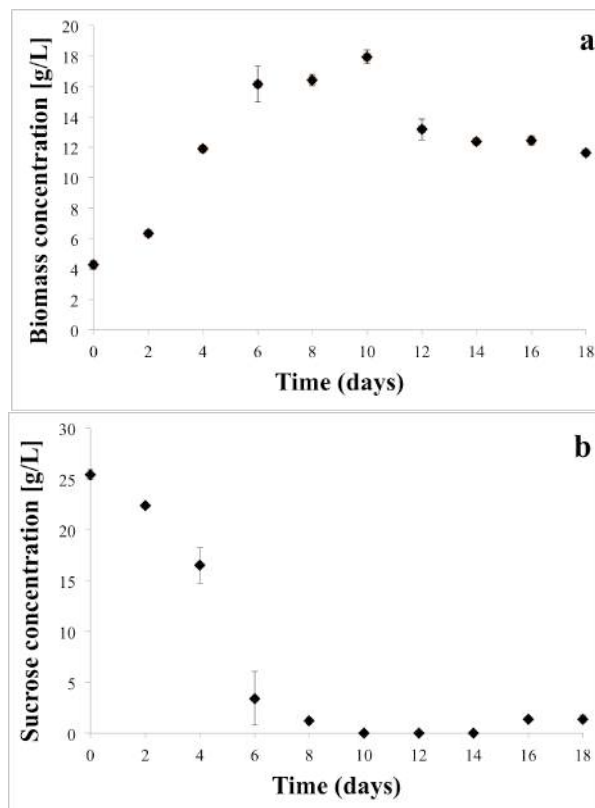 a
Biomass concentration [g/L]
20
18
16
14
12
10
8
6
4
2
0
0 2 4 6 8 10 12 14 16 18
Time (days)
b
Sucrose concentration [g/L]
30
25
20
15
10
5
0
0 2 4 6 8 10 12 14 16 18
Time (days)